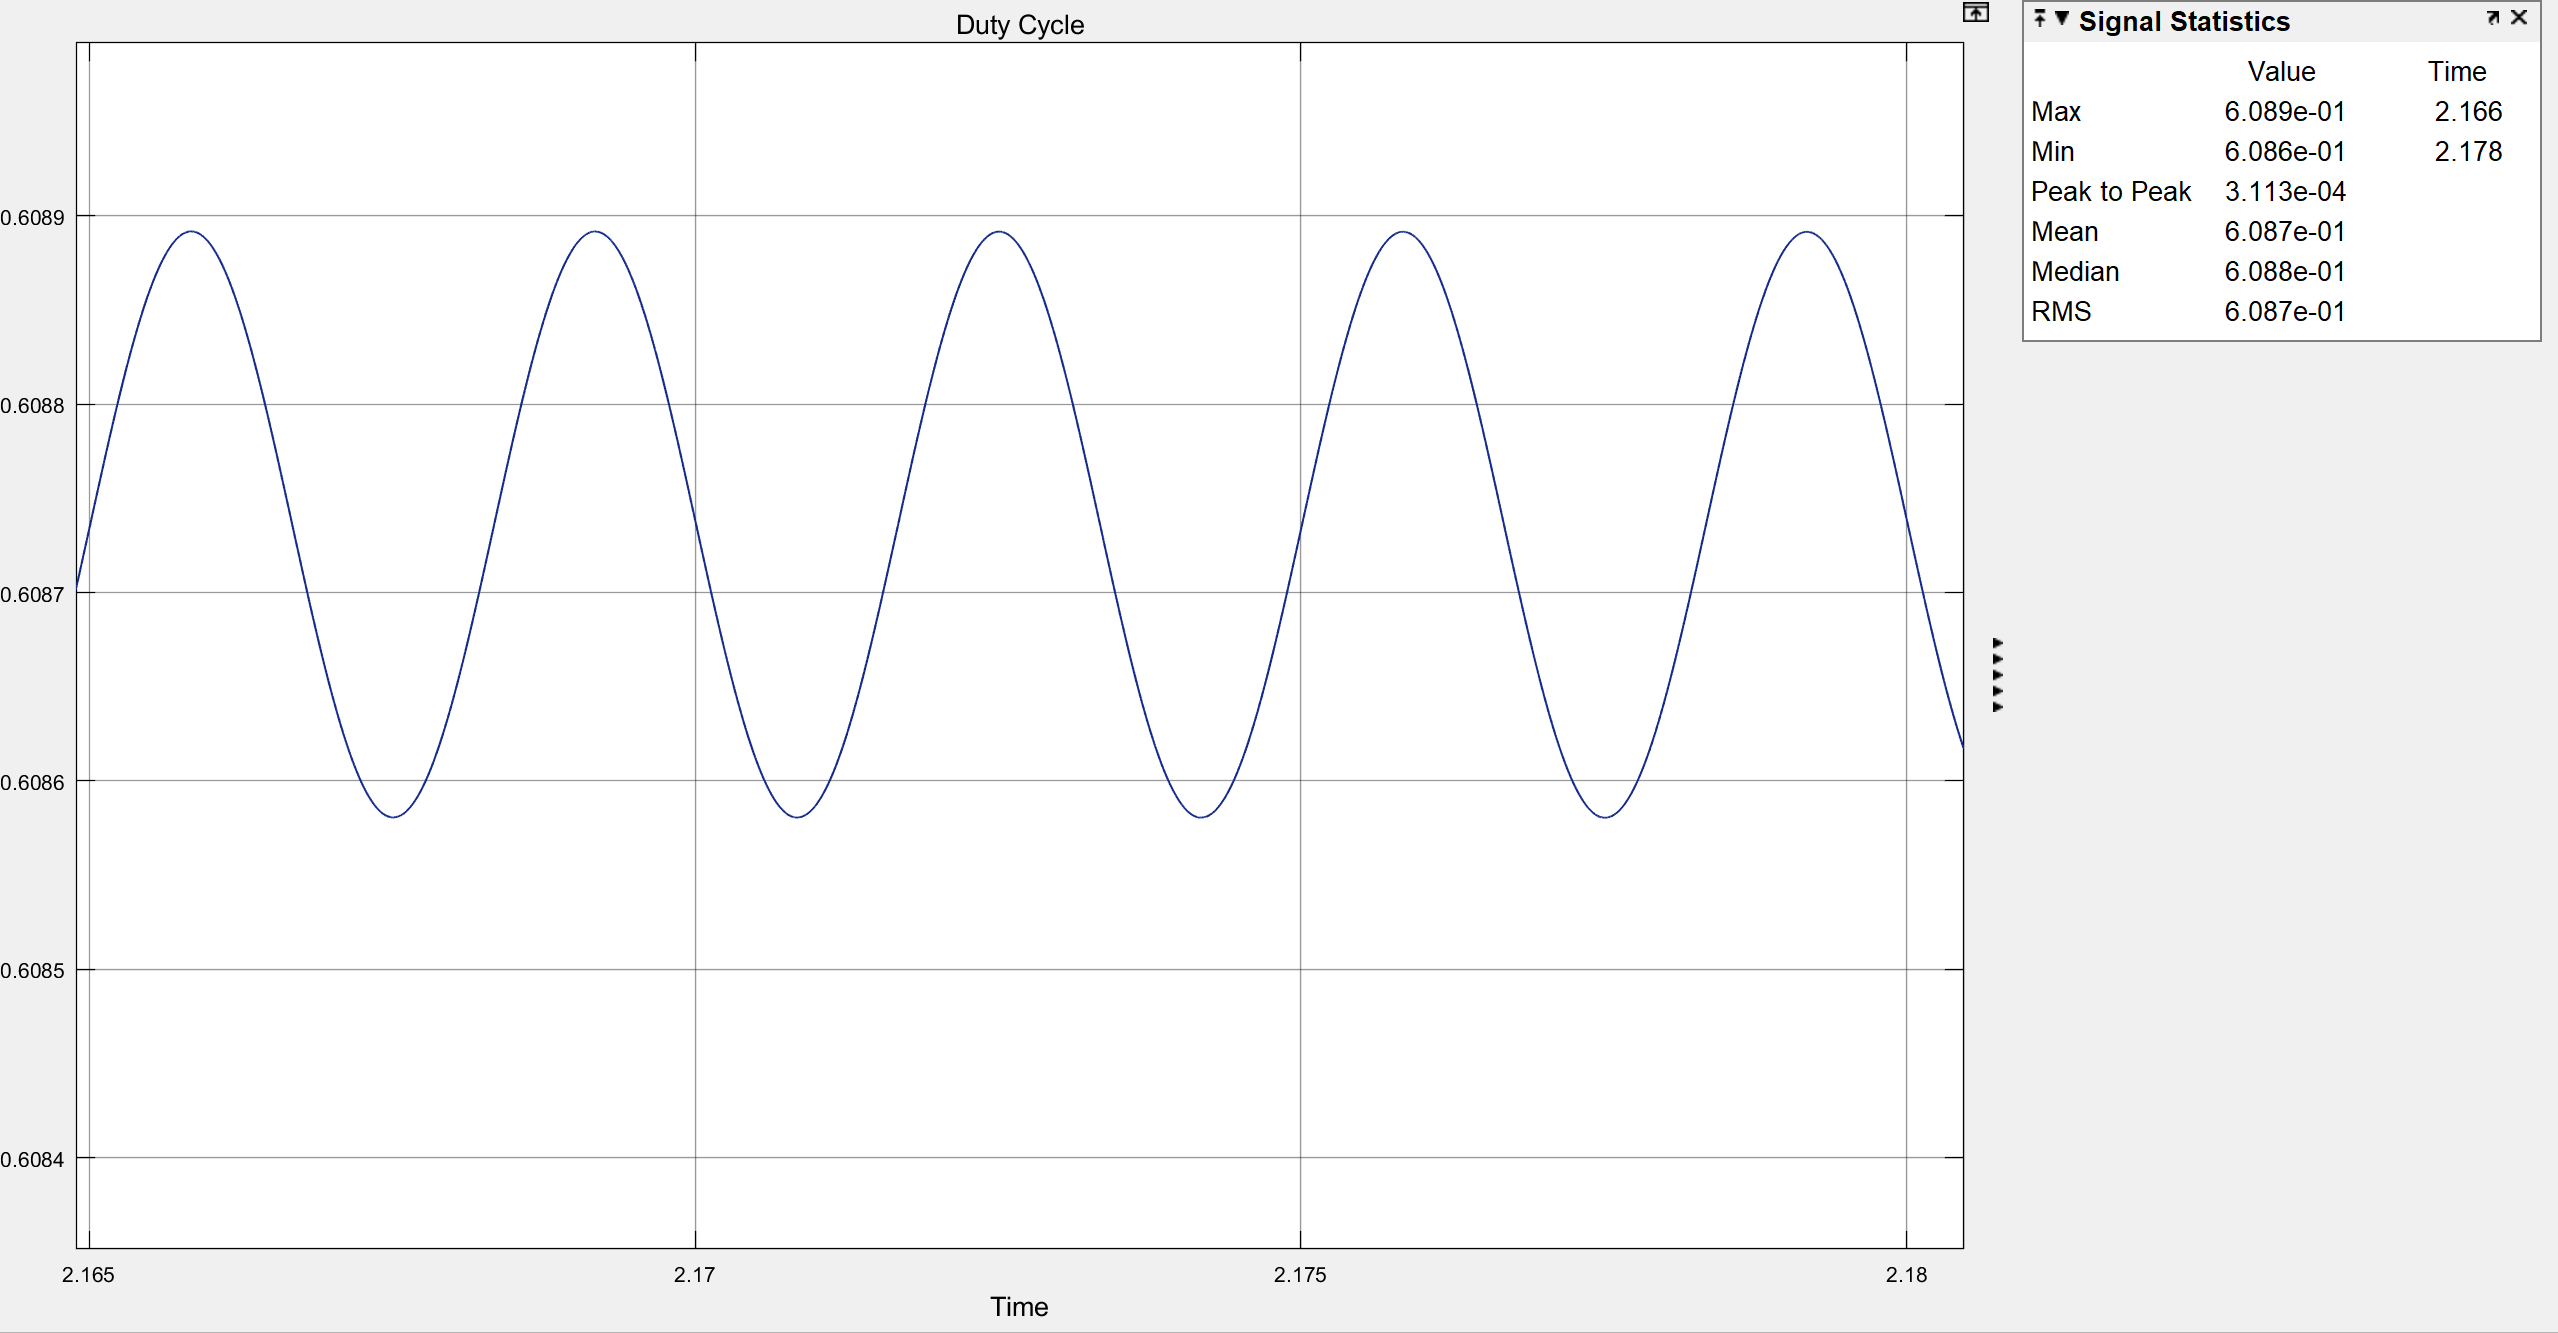 Duty Cycle
0.6089
0.6088
0.6087
0.6086
0.6085
0.6084
2.165 2.17 2.175 2.18
Time
Signal Statistics
Value Time
Max 6.089e-01 2.166
Min 6.086e-01 2.178
Peak to Peak 3.113e-04
Mean 6.087e-01
Median 6.088e-01
RMS 6.087e-01